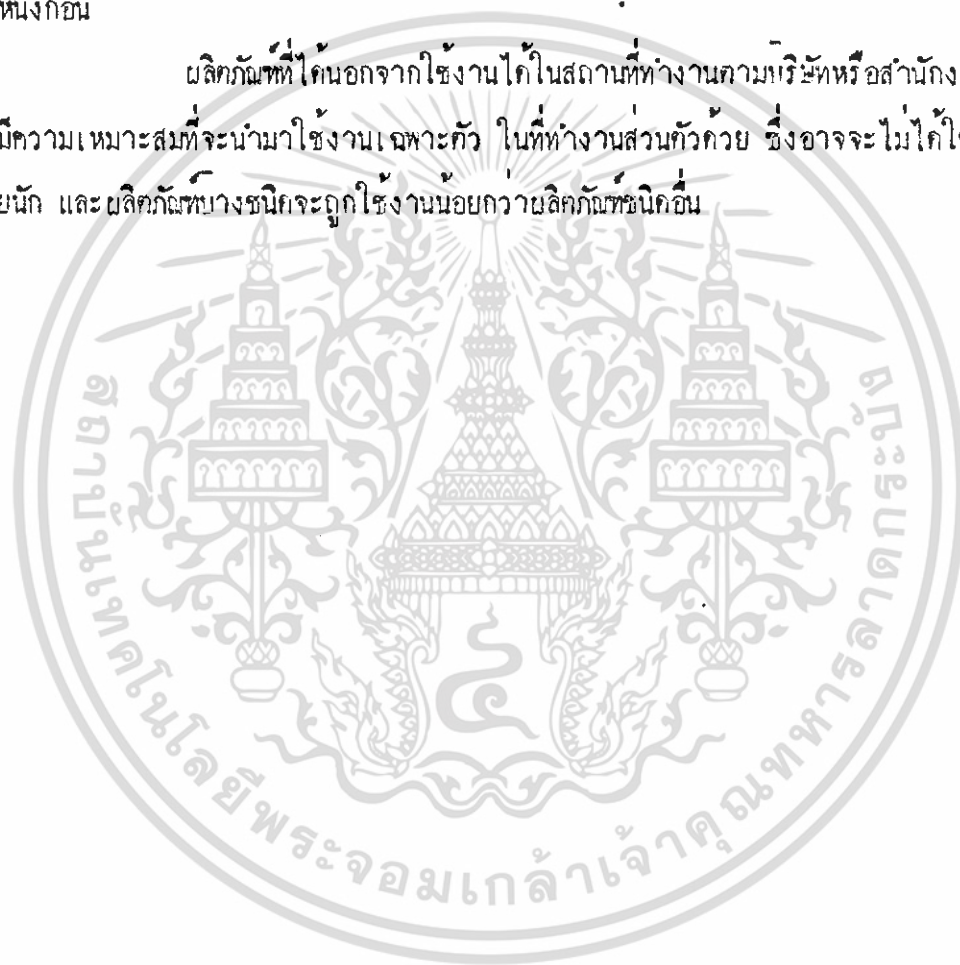 หนึ่งก่อน
ผลิตภัณฑ์ที่ได้นอกจากใช้งานได้ในสถานที่ทำงานตามบริษัทหรือสำนักง
มีความเหมาะสมที่จะนำมาใช้งานเฉพาะตัว ในที่ทำงานส่วนตัวด้วย ซึ่งอาจจะไม่ได้ใ
ยนัก และผลิตภัณฑ์บางชนิดจะถูกใช้งานน้อยกว่าผลิตภัณฑ์ชนิดอื่น
สถาบันเทคโนโลยีพระจอมเกล้าเจ้าคุณทหารลาดกระบัง
๔